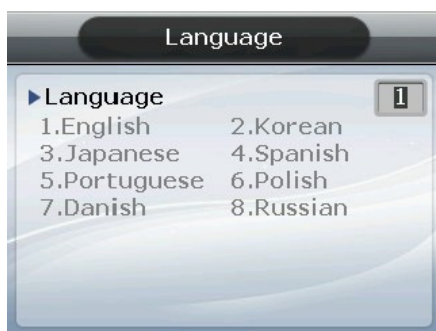 Language
▶Language 1
1.English 2.Korean
3.Japanese 4.Spanish
5.Portuguese 6.Polish
7.Danish 8.Russian